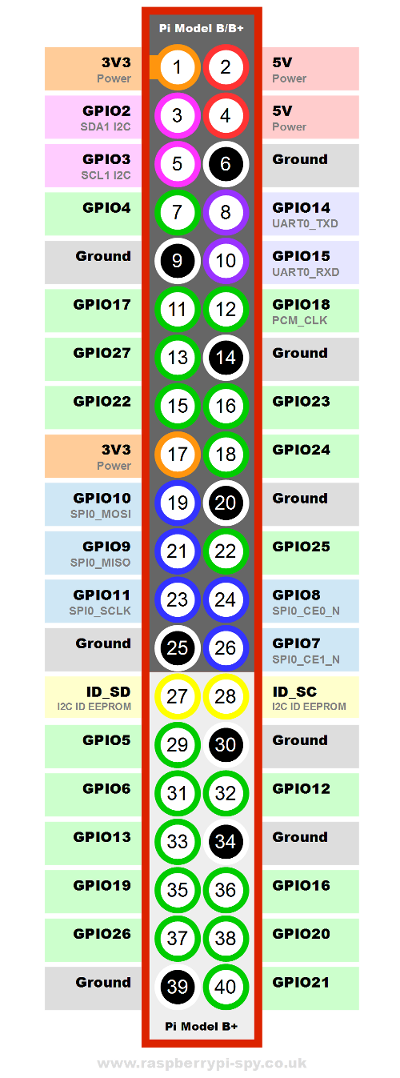 Pi Model B/B+
3V3 1 2 5V
Power Power
GPIO2 3 4 5V
SDA1 I2C Power
GPIO3 5 6 Ground
SCL1 I2C
GPIO4 7 8 GPIO14
UART0_TXD
Ground 9 10 GPIO15
UART0_RXD
GPIO17 11 12 GPIO18
PCM_CLK
GPIO27 13 14 Ground
GPIO22 15 16 GPIO23
3V3 17 18 GPIO24
Power
GPIO10 19 20 Ground
SPI0_MOSI
GPIO9 21 22 GPIO25
SPI0_MISO
GPIO11 23 24 GPIO8
SPI0_SCLK SPI0_CE0_N
Ground 25 26 GPIO7
SPI0_CE1_N
ID_SD 27 28 ID_SC
I2C ID EEPROM I2C ID EEPROM
GPIO5 29 30 Ground
GPIO6 31 32 GPIO12
GPIO13 33 34 Ground
GPIO19 35 36 GPIO16
GPIO26 37 38 GPIO20
Ground 39 40 GPIO21
Pi Model B+
www.raspberrypi-spy.co.uk